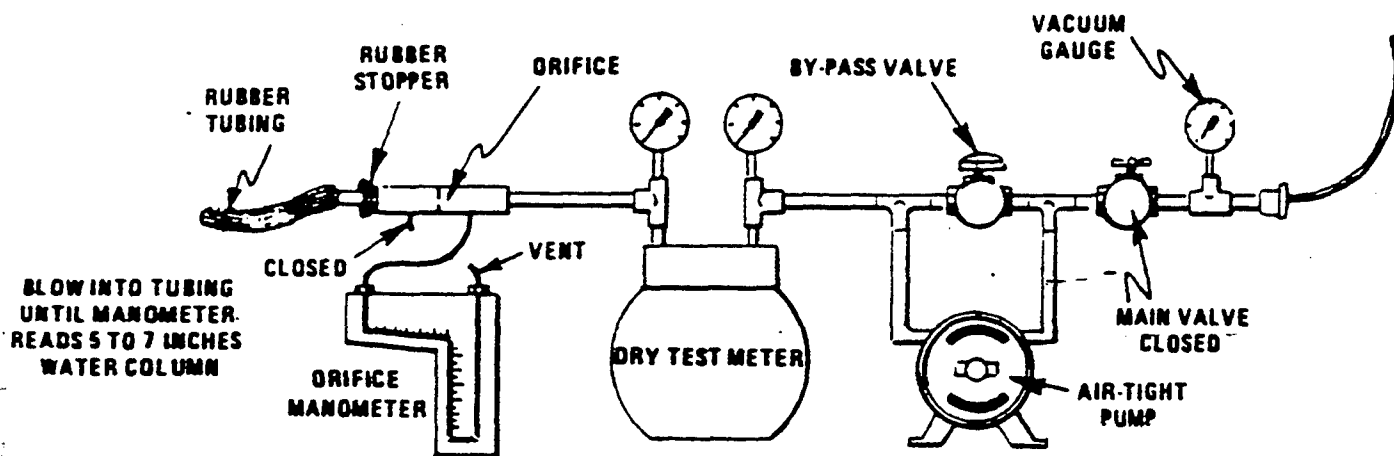 RUBBER
TUBING
RUBBER
STOPPER
ORIFICE
BY-PASS VALVE
VACUUM
GAUGE
CLOSED
VENT
BLOW INTO TUBING
UNTIL MANOMETER
READS 5 TO 7 INCHES
WATER COLUMN
ORIFICE
MANOMETER
DRY TEST METER
MAIN VALVE
CLOSED
AIR-TIGHT
PUMP